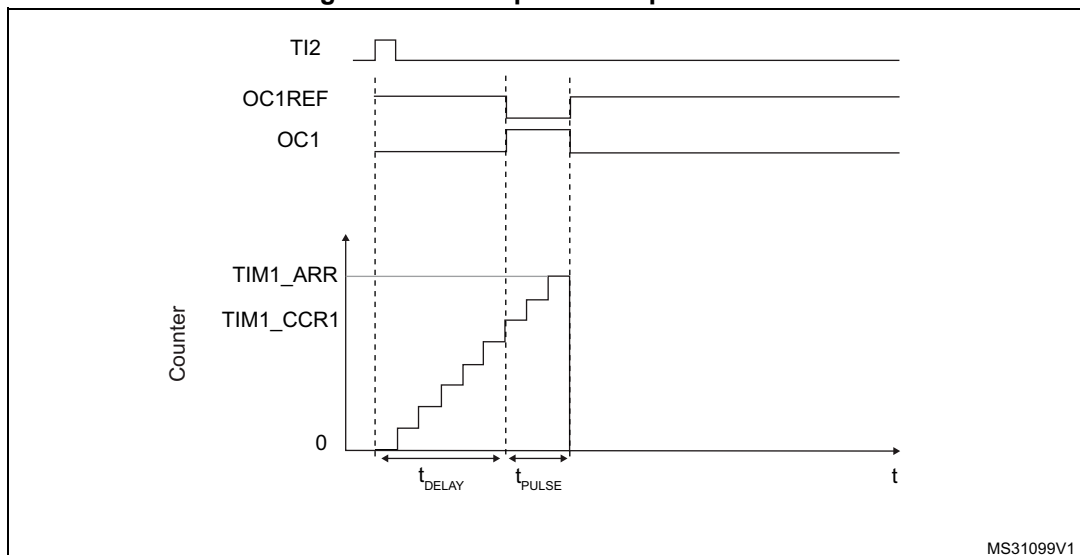 TI2
OC1REF
OC1
TIM1_ARR
TIM1_CCR1
Counter
0
tDELAY
tPULSE
t
MS31099V1